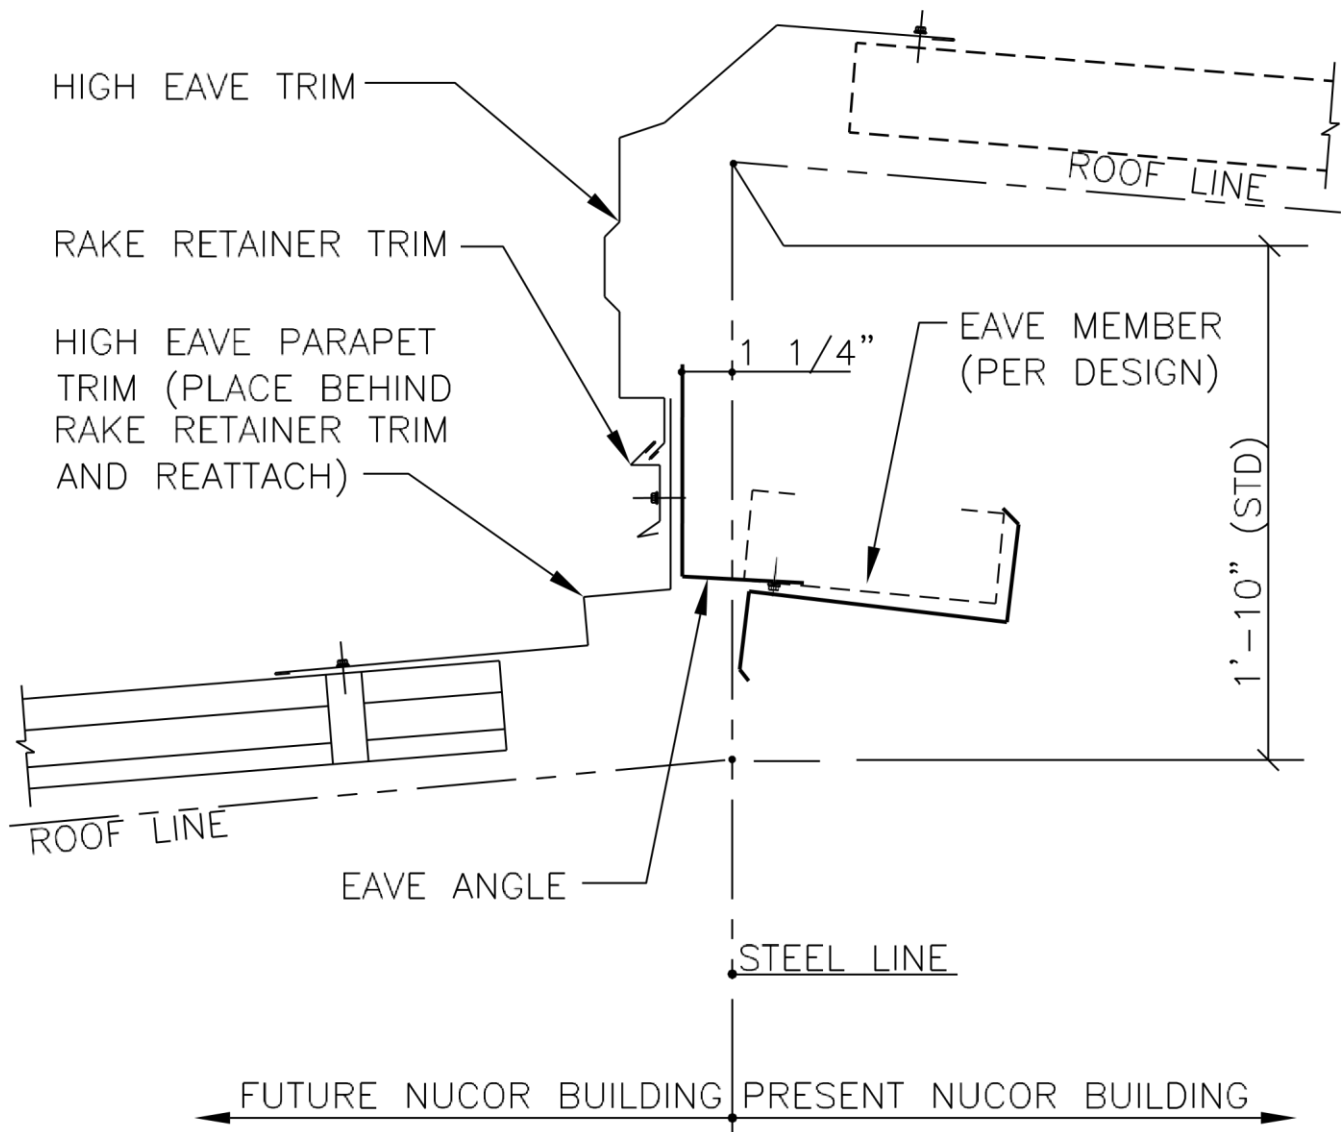 HIGH EAVE TRIM
ROOF LINE
RAKE RETAINER TRIM
HIGH EAVE PARAPET
TRIM (PLACE BEHIND
RAKE RETAINER TRIM
AND REATTACH)
1 1/4"
EAVE MEMBER
(PER DESIGN)
1'-10" (STD)
ROOF LINE
EAVE ANGLE
STEEL LINE
FUTURE NUCOR BUILDING
PRESENT NUCOR BUILDING